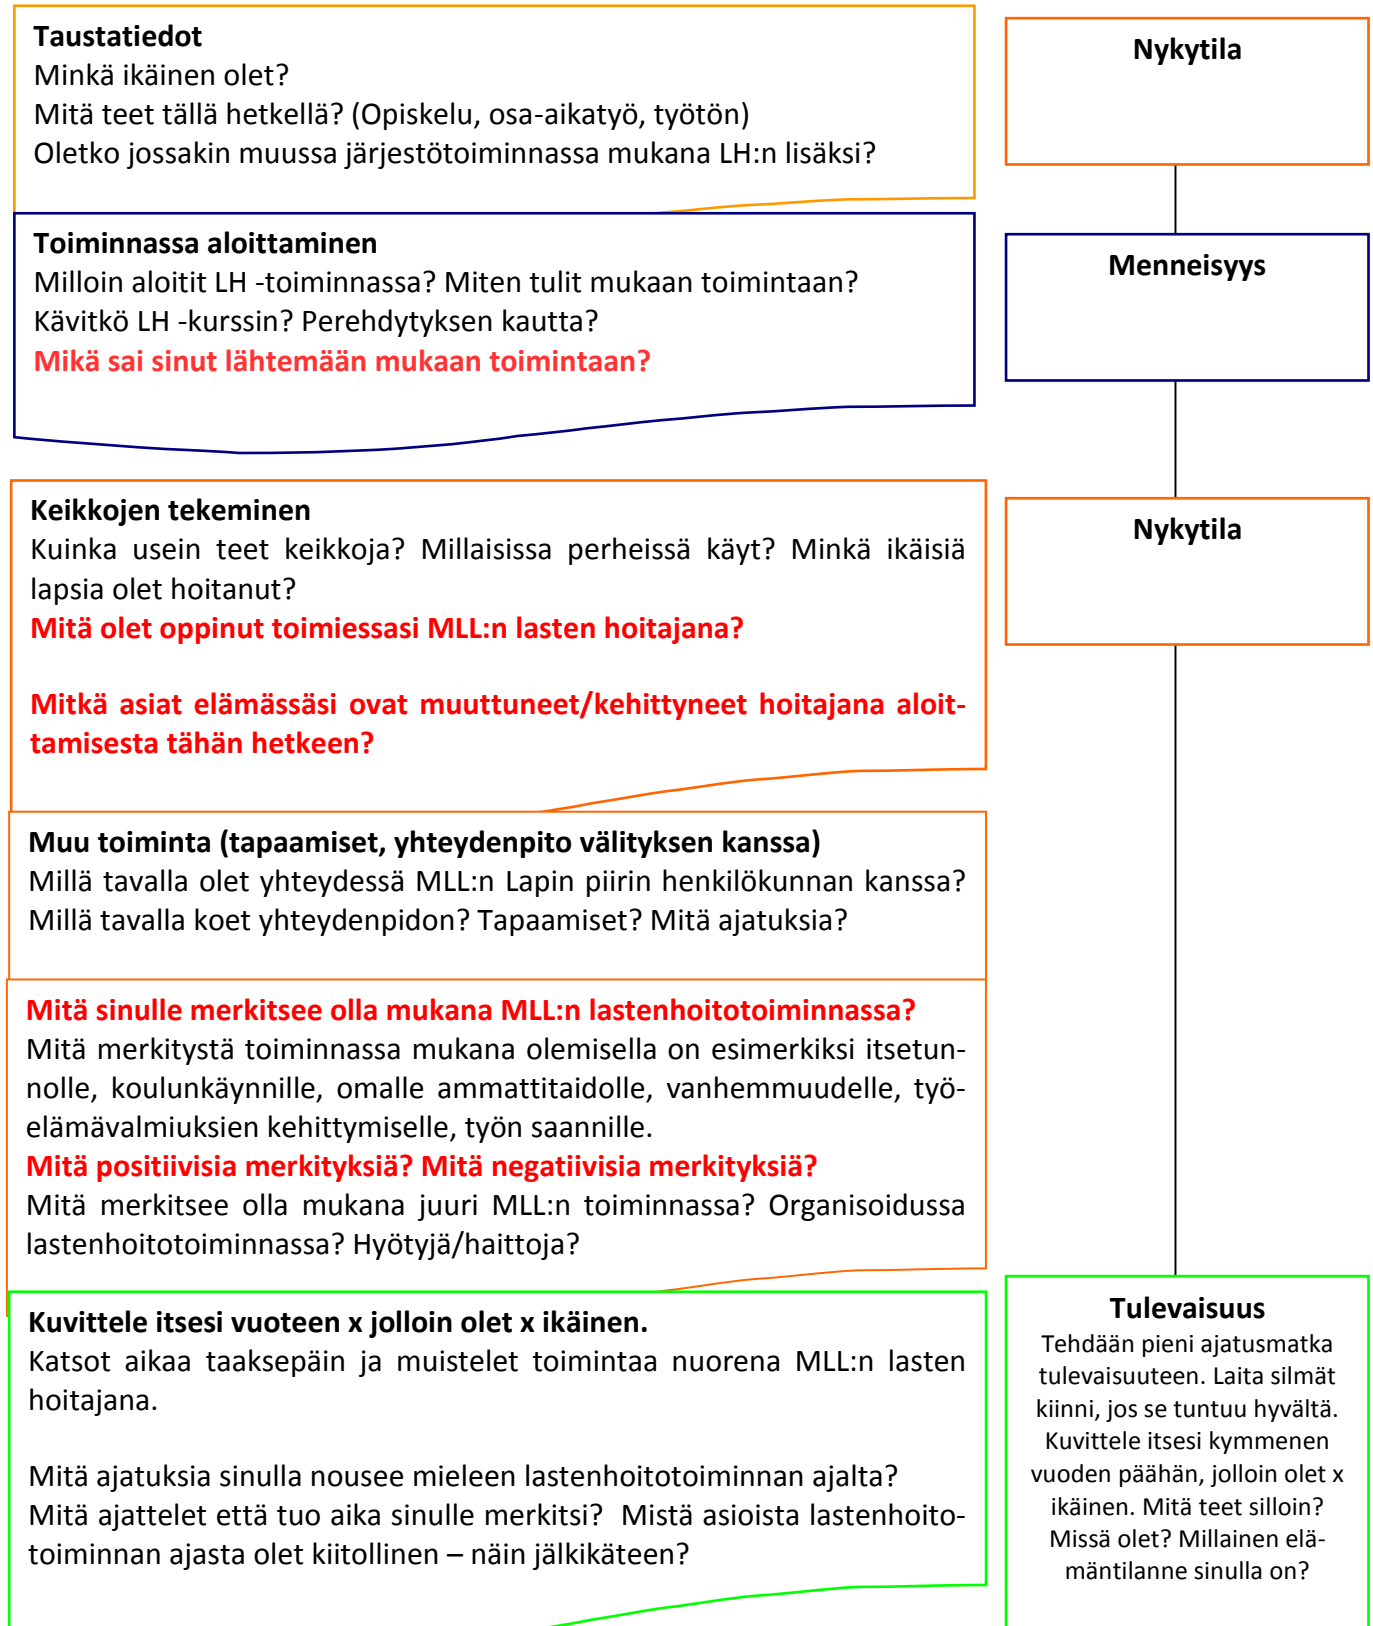 Taustatiedot
Minkä ikäinen olet?
Mitä teet tällä hetkellä? (Opiskelu, osa-aikatyö, työtön)
Oletko jossakin muussa järjestötoiminnassa mukana LH:n lisäksi?
Nykytila
Toiminnassa aloittaminen
Milloin aloitit LH -toiminnassa? Miten tulit mukaan toimintaan?
Kävitkö LH -kurssin? Perehdytyksen kautta?
Mikä sai sinut lähtemään mukaan toimintaan?
Menneisyys
Keikkojen tekeminen
Kuinka usein teet keikkoja? Millaisissa perheissä käyt? Minkä ikäisiä
lapsia olet hoitanut?
Mitä olet oppinut toimiessasi MLL:n lasten hoitajana?
Mitkä asiat elämässäsi ovat muuttuneet/kehittyneet hoitajana aloit-
tamisesta tähän hetkeen?
Nykytila
Muu toiminta (tapaamiset, yhteydenpito välityksen kanssa)
Millä tavalla olet yhteydessä MLL:n Lapin piirin henkilökunnan kanssa?
Millä tavalla koet yhteydenpidon? Tapaamiset? Mitä ajatuksia?
Mitä sinulle merkitsee olla mukana MLL:n lastenhoitotoiminnassa?
Mitä merkitystä toiminnassa mukana olemisella on esimerkiksi itsetun-
nolle, koulunkäynnille, omalle ammattitaidolle, vanhemmuudelle, työ-
elämävalmiuksien kehittymiselle, työn saannille.
Mitä positiivisia merkityksiä? Mitä negatiivisia merkityksiä?
Mitä merkitsee olla mukana juuri MLL:n toiminnassa? Organisoidussa
lastenhoitotoiminnassa? Hyötyjä/haittoja?
Kuvittele itsesi vuoteen x jolloin olet x ikäinen.
Katsot aikaa taaksepäin ja muistelet toimintaa nuorena MLL:n lasten
hoitajana.
Mitä ajatuksia sinulla nousee mieleen lastenhoitotoiminnan ajalta?
Mitä ajattelet että tuo aika sinulle merkitsi?  Mistä asioista lastenhoito-
toiminnan ajasta olet kiitollinen – näin jälkikäteen?
Tulevaisuus
Tehdään pieni ajatusmatka
tulevaisuuteen. Laita silmät
kiinni, jos se tuntuu hyvältä.
Kuvittele itsesi kymmenen
vuoden päähän, jolloin olet x
ikäinen. Mitä teet silloin?
Missä olet? Millainen elä-
mäntilanne sinulla on?